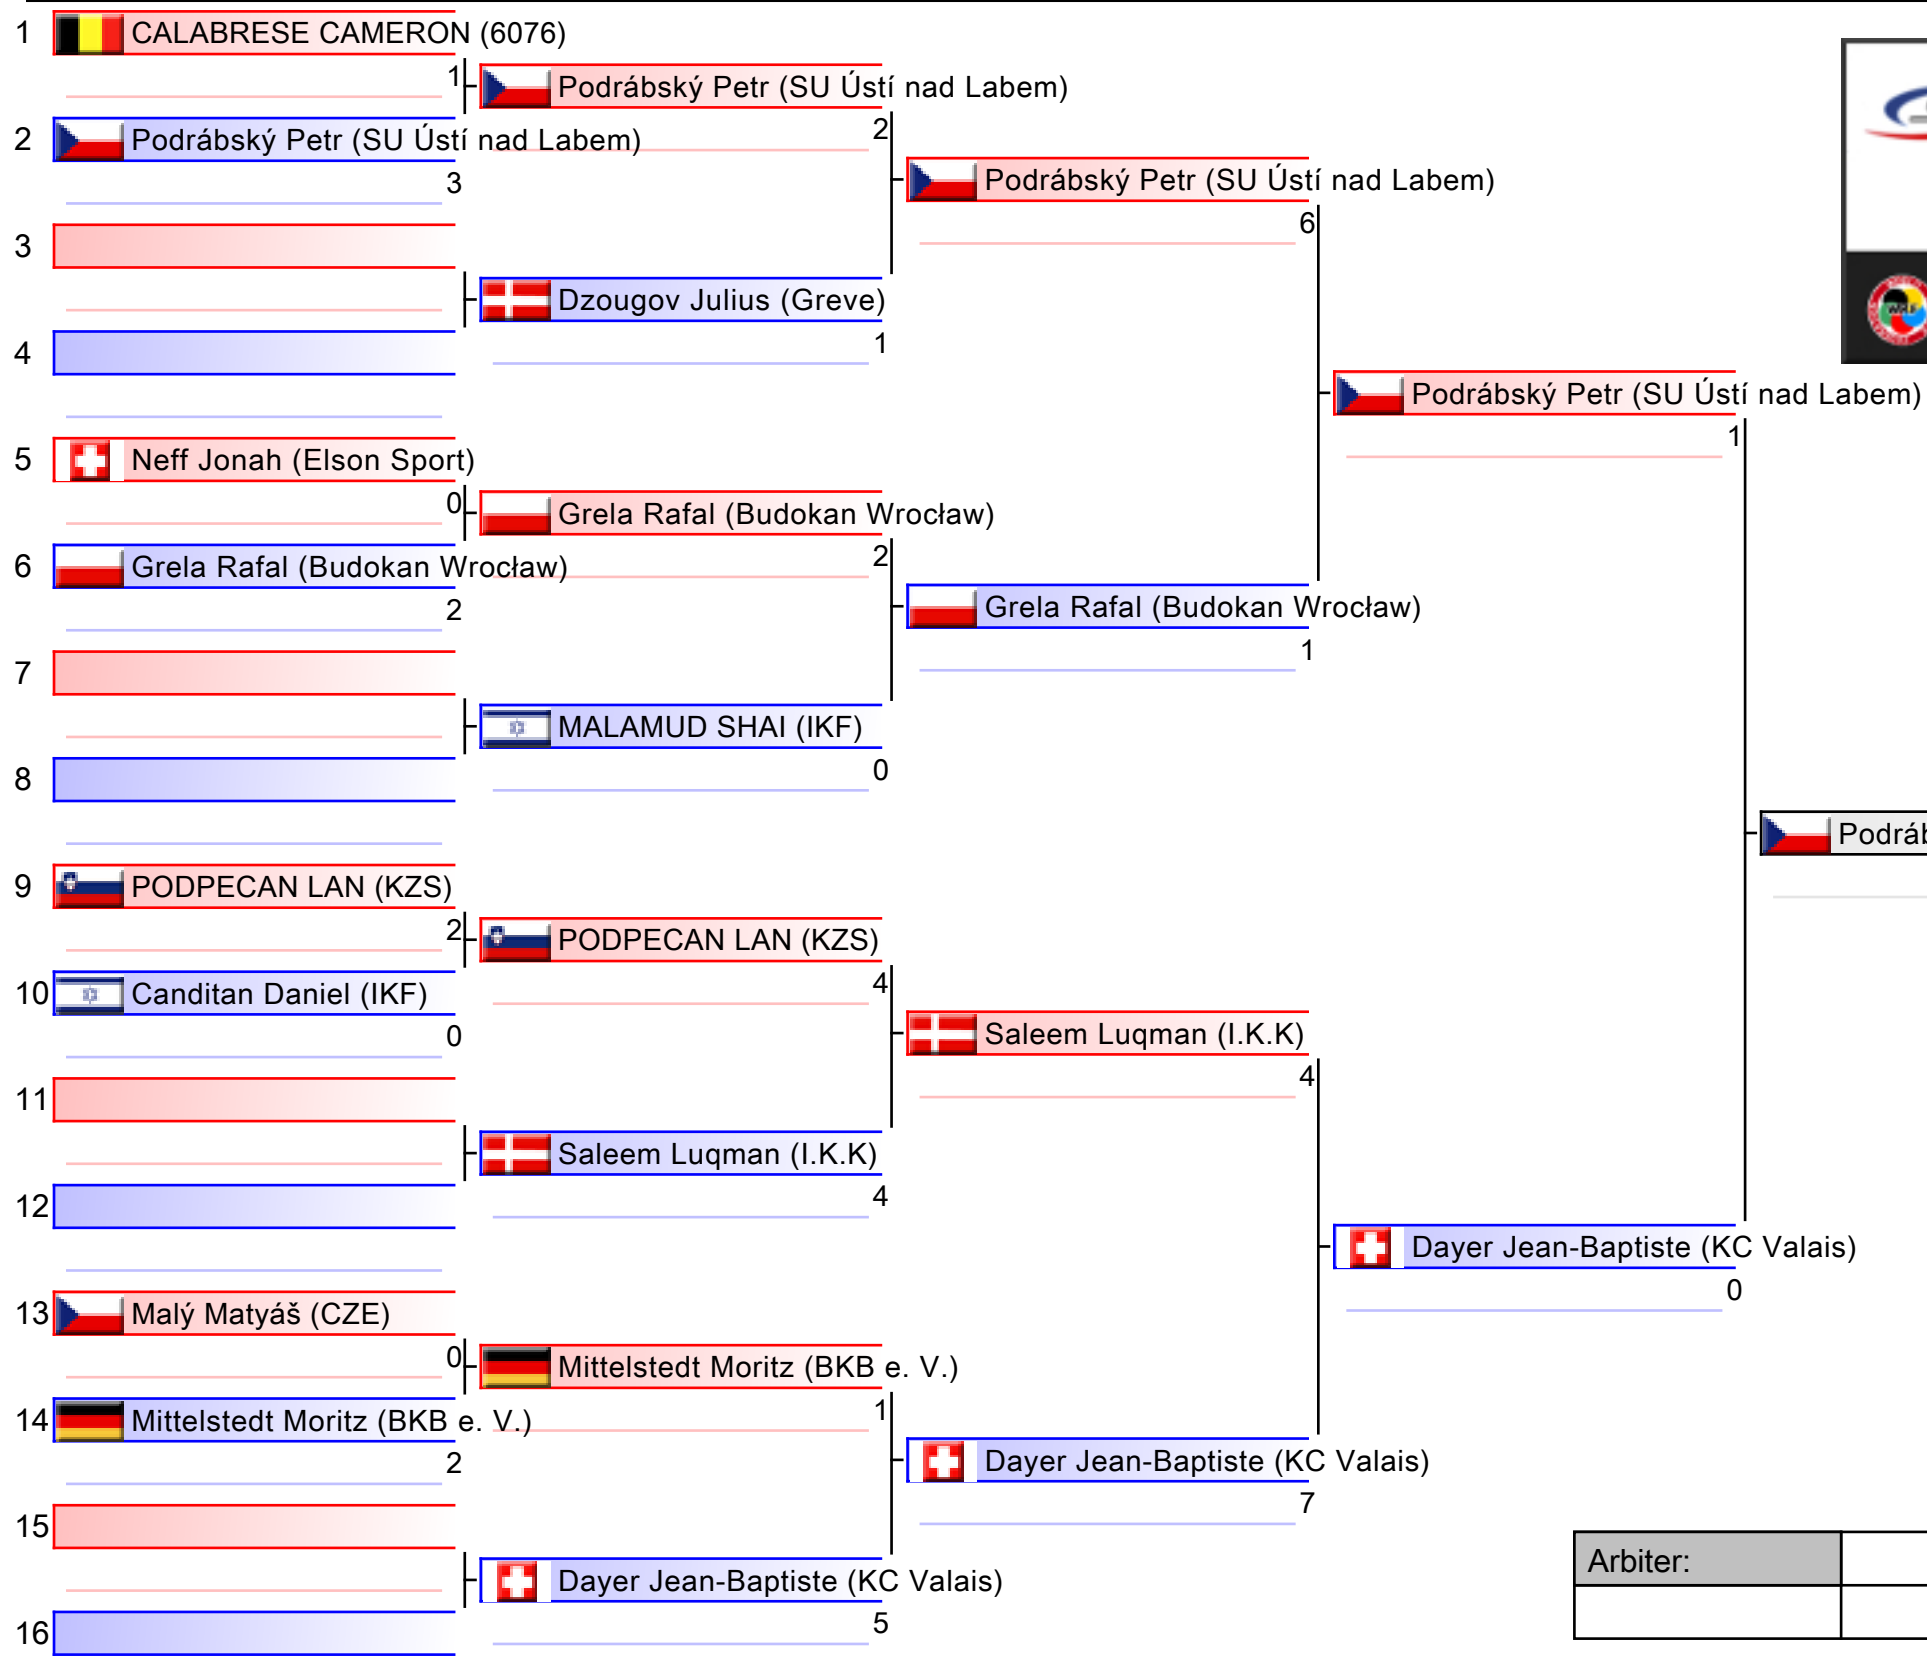 1 CALABRESE CAMERON (6076)
1 Podrábský Petr (SU Ústí nad Labem)
2 Podrábský Petr (SU Ústí nad Labem) 2
3 Podrábský Petr (SU Ústí nad Labem)
6
3
Dzougov Julius (Greve)
4 1
Podrábský Petr (SU Ústí nad Labem)
1
5 Neff Jonah (Elson Sport)
0 Grela Rafal (Budokan Wrocław)
6 Grela Rafal (Budokan Wrocław) 2
2 Grela Rafal (Budokan Wrocław)
1
7
MALAMUD SHAI (IKF)
8 0
9 PODPECAN LAN (KZS)
2 PODPECAN LAN (KZS)
10 Canditan Daniel (IKF) 4
0 Saleem Luqman (I.K.K)
4
11
Saleem Luqman (I.K.K)
12 4
Dayer Jean-Baptiste (KC Valais)
0
13 Malý Matyáš (CZE)
0 Mittelstedt Moritz (BKB e. V.)
14 Mittelstedt Moritz (BKB e. V.) 1
2 Dayer Jean-Baptiste (KC Valais)
7
15
Dayer Jean-Baptiste (KC Valais)
16 5
Arbiter: